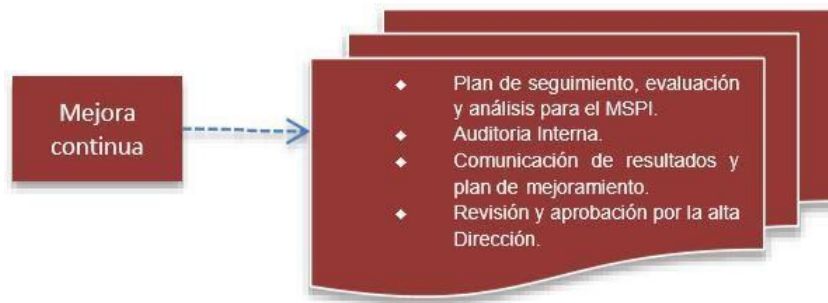 Mejora
continua
◆ Plan de seguimiento, evaluación
y análisis para el MSPI.
◆ Auditoria Interna.
◆ Comunicación de resultados y
plan de mejoramiento.
◆ Revisión y aprobación por la alta
Dirección.